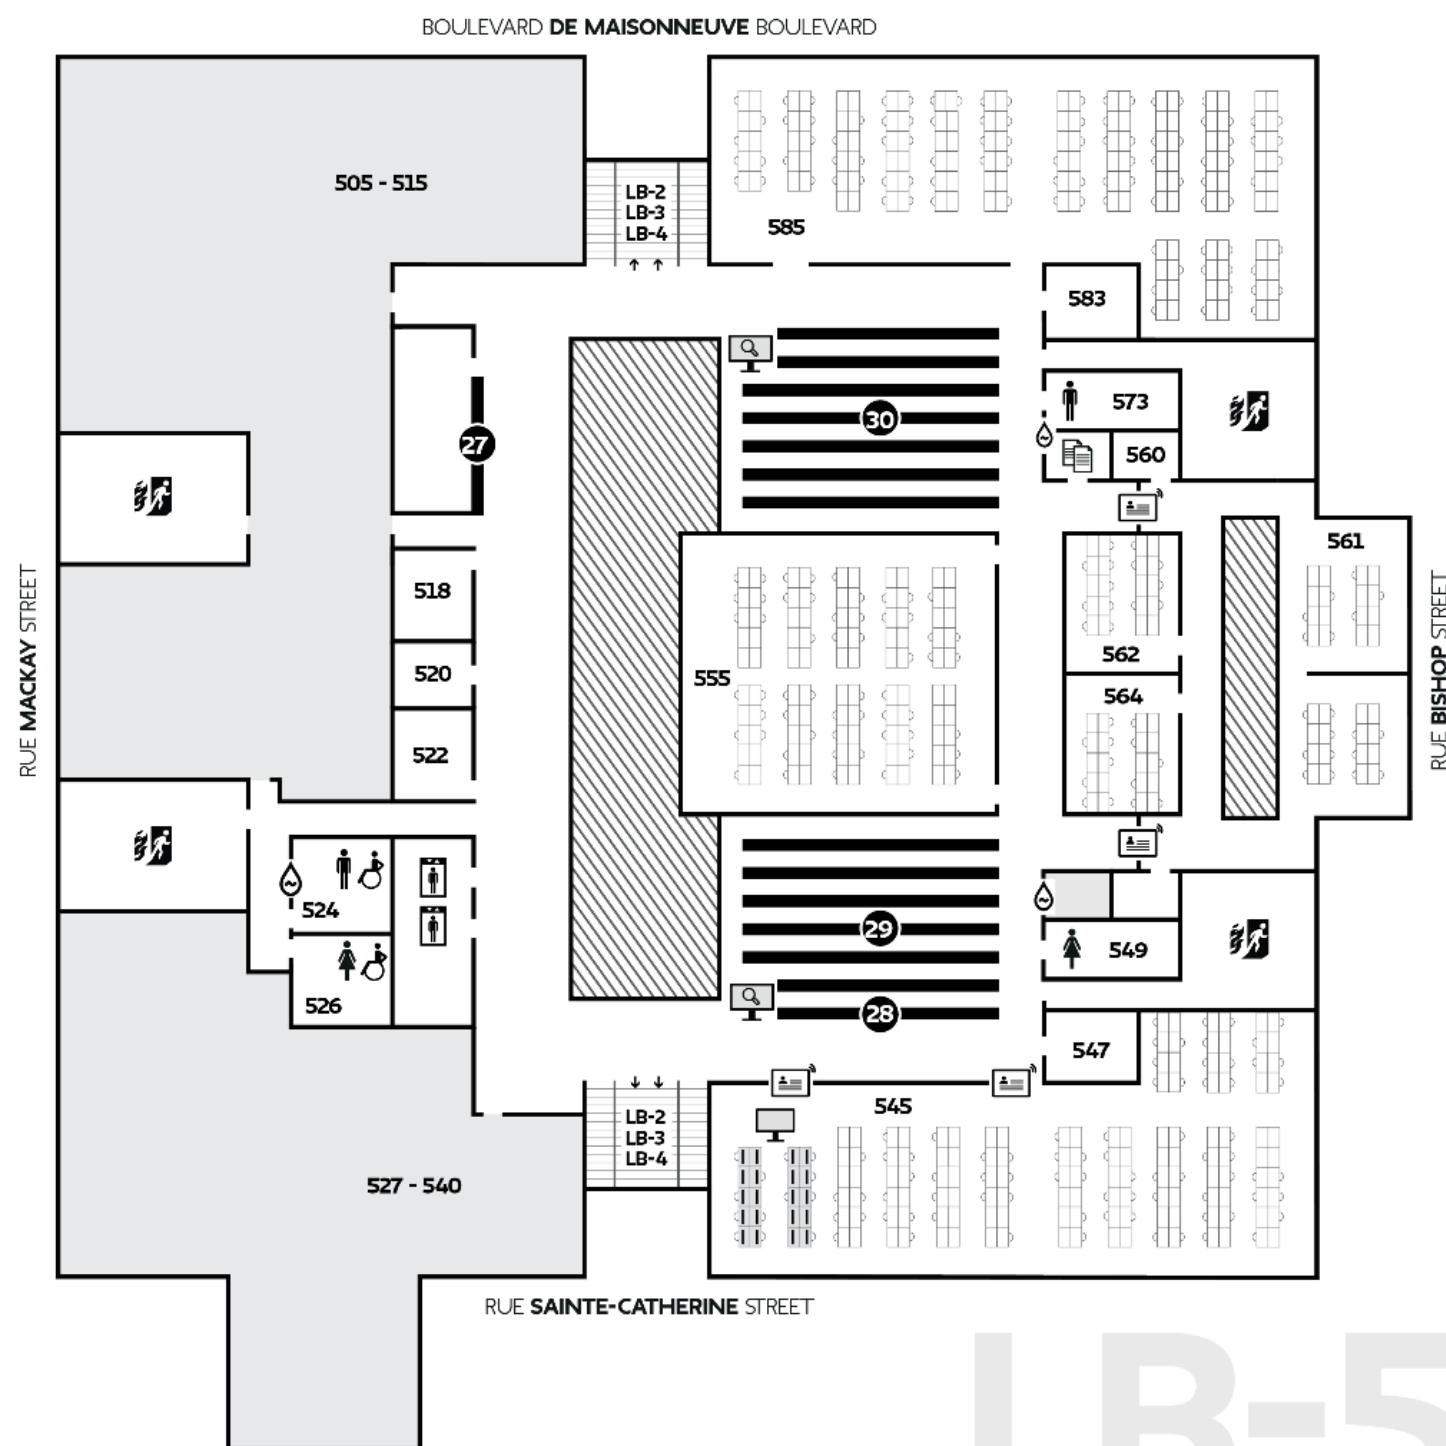 BOULEVARD DE MAISONNEUVE BOULEVARD
505 - 515
LB-2
LB-3
LB-4
585
583
30
573
27
560
561
518
562
520
555
564
522
RUE MACKAY STREET
RUE BISHOP STREET
524
29
549
526
28
547
545
LB-2
LB-3
LB-4
527 - 540
RUE SAINTE-CATHERINE STREET
LB-5